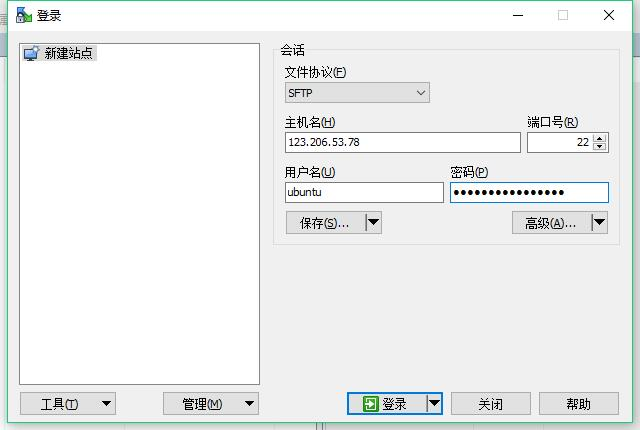 登录
新建站点
会话
文件协议(F)
SFTP
主机名(H) 端口号(R)
123.206.53.78 22
用户名(U) 密码(P)
ubuntu ●●●●●●●●●●●●●●●●
保存(S)... 高级(A)...
工具(T) 管理(M) 登录 关闭 帮助